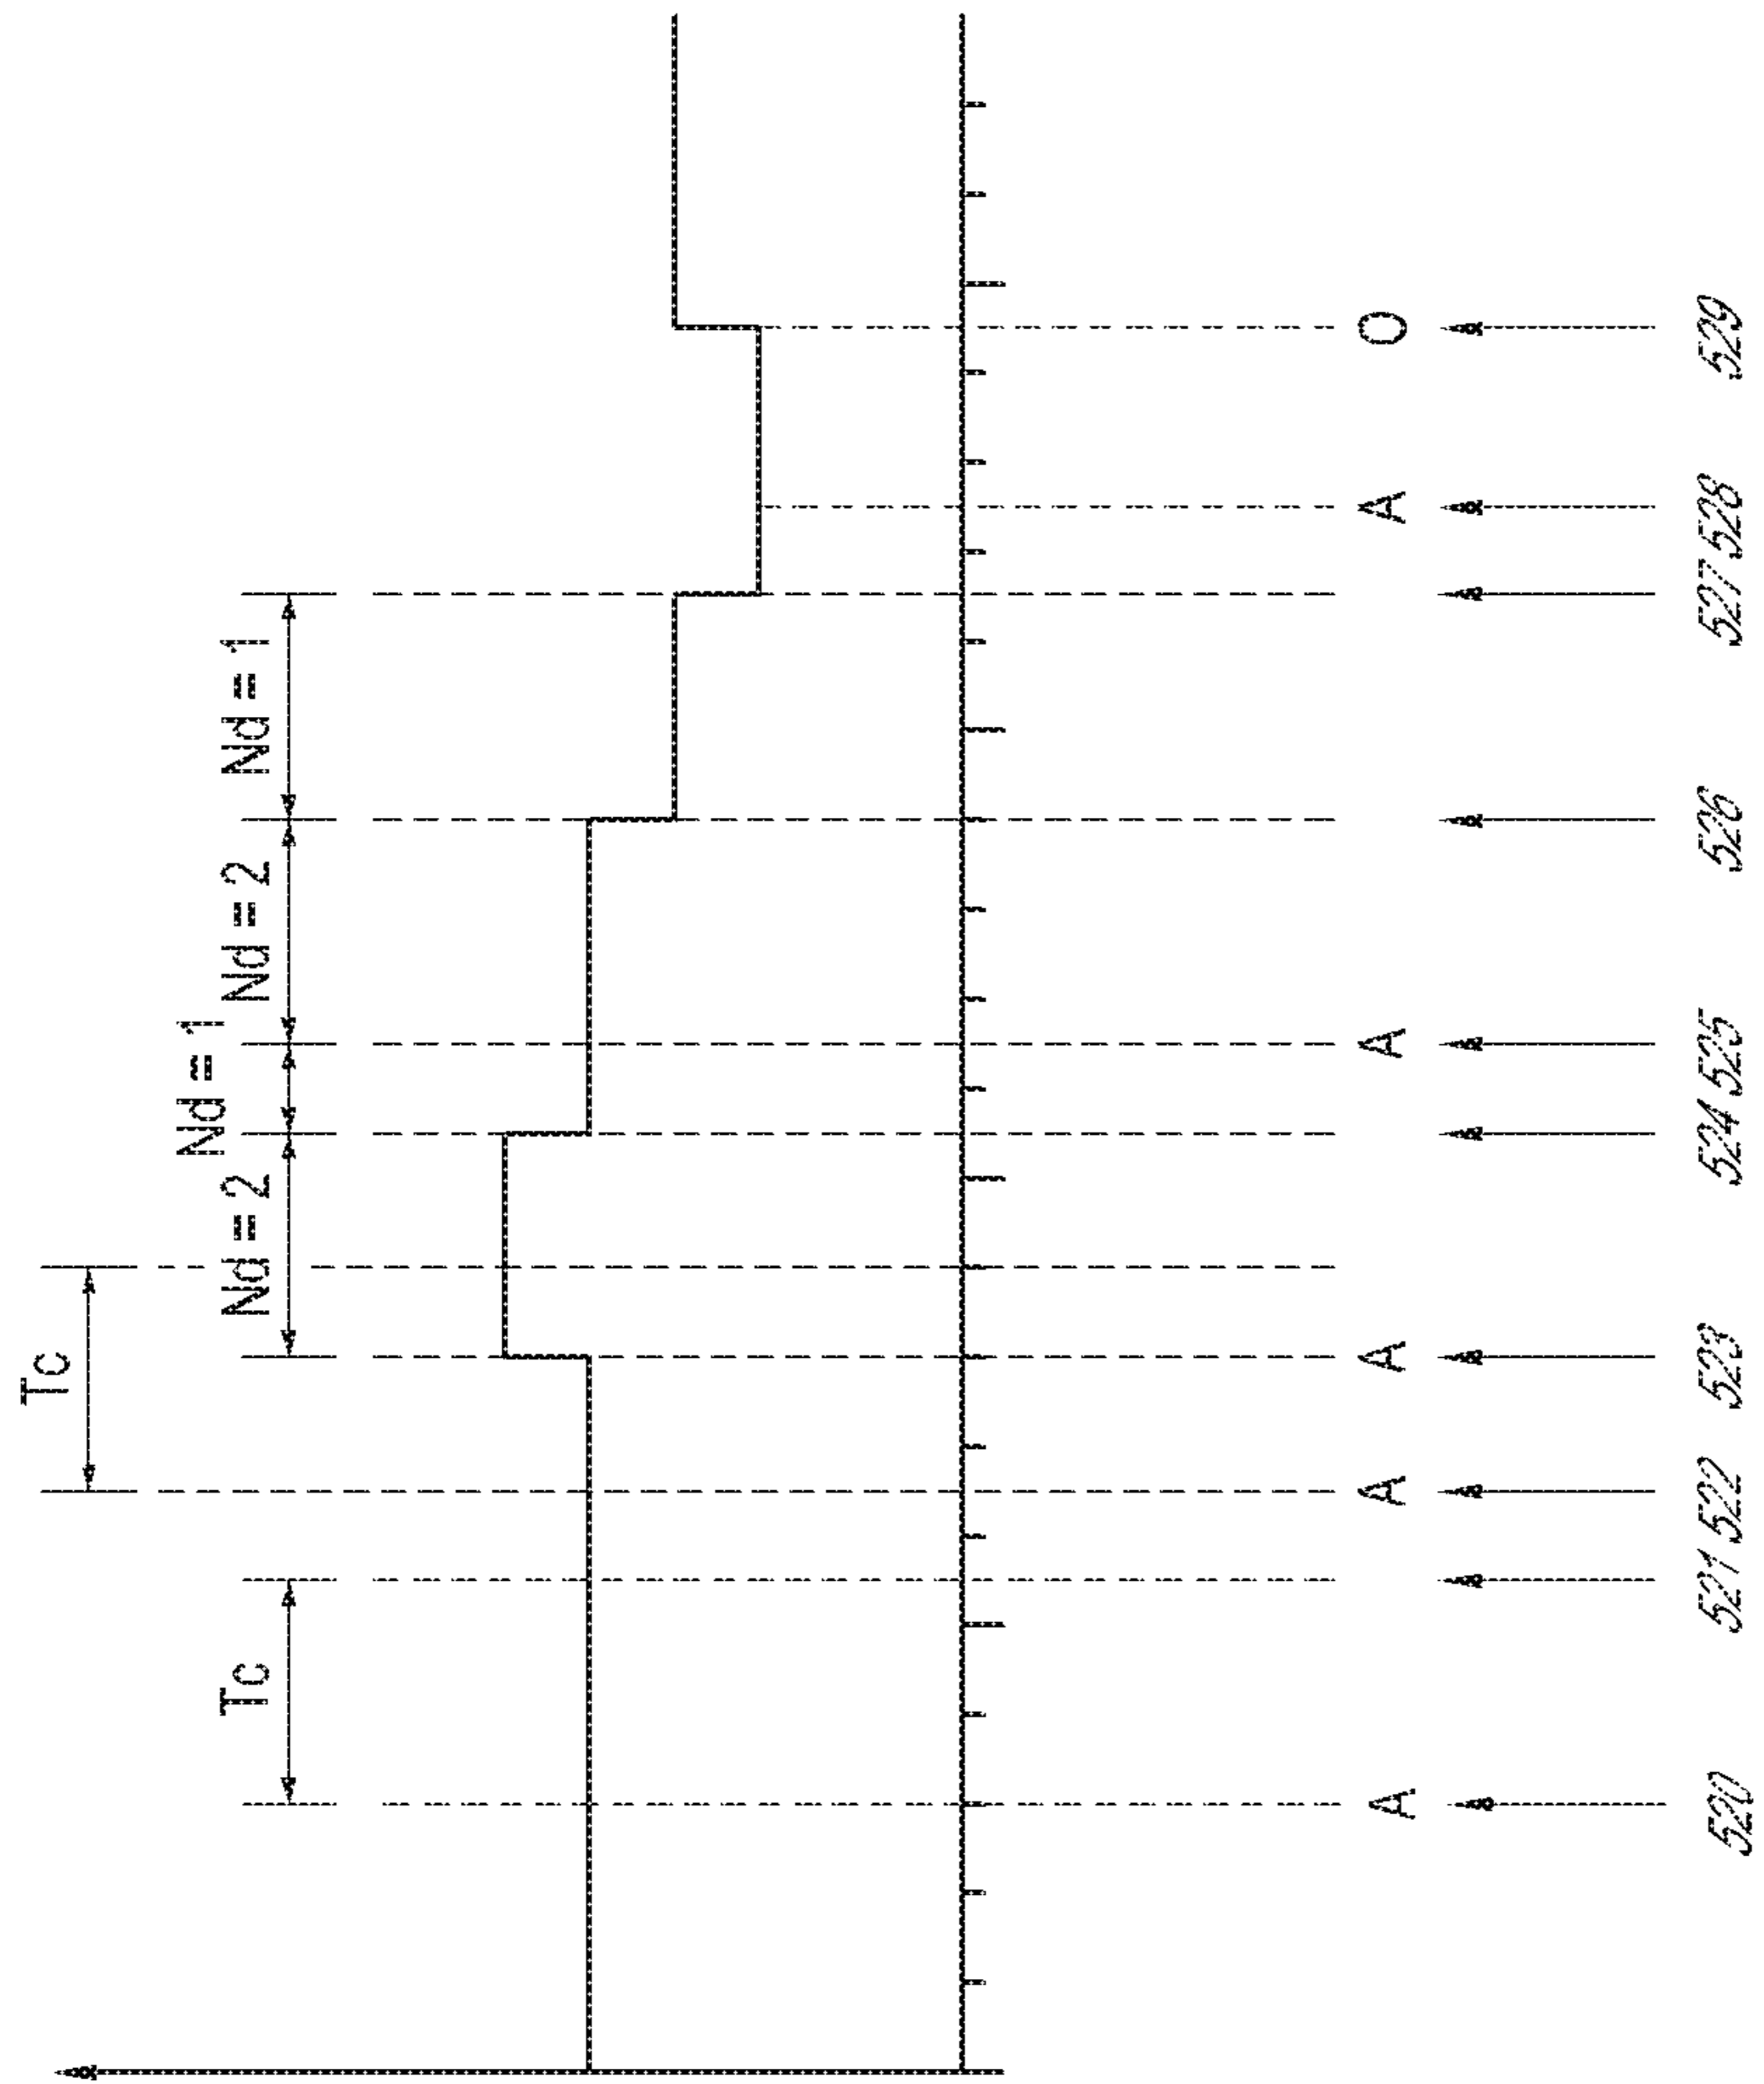 Tc
Nd = 1
Tc
Nd = 2
Nd = 2
Nd = 1
A
A
A
A
A
O
520
521
522
523
524
525
526
527
528
529